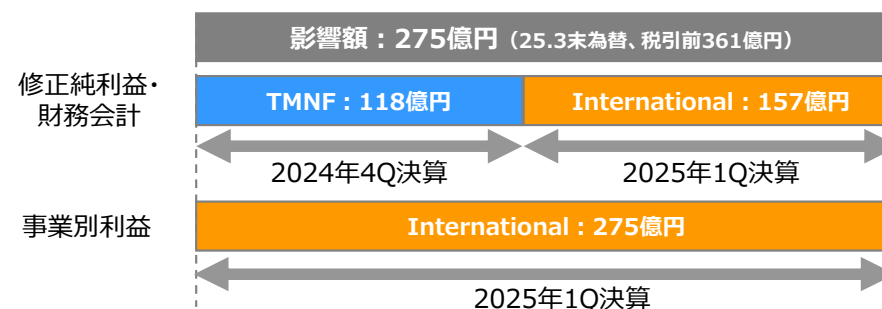 影響額：275億円（25.3末為替、税引前361億円）
修正純利益・
財務会計
TMNF：118億円
International：157億円
2024年4Q決算
2025年1Q決算
事業別利益
International：275億円
2025年1Q決算